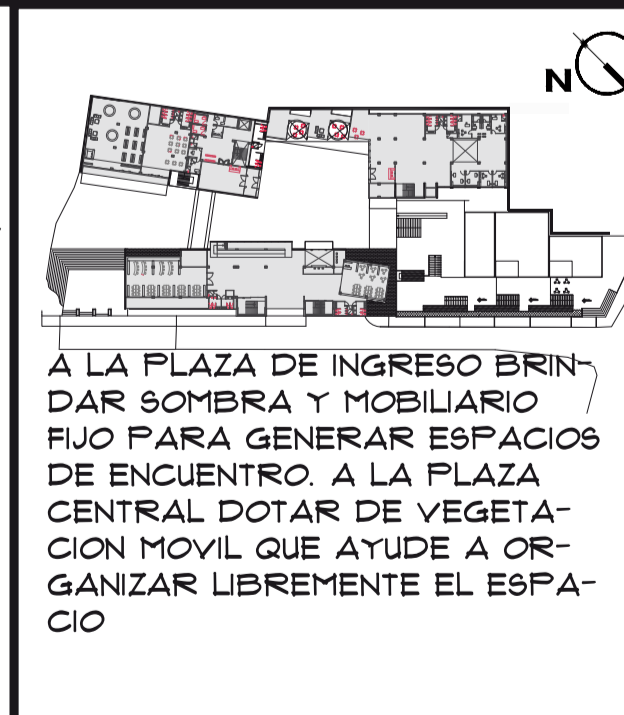 N
A LA PLAZA DE INGRESO BRIN-
DAR SOMBRA Y MOBILIARIO
FIJO PARA GENERAR ESPACIOS
DE ENCUENTRO. A LA PLAZA
CENTRAL DOTAR DE VEGETA-
CION MOVIL QUE AYUDE A OR-
GANIZAR LIBREMENTE EL ESPA-
CIO